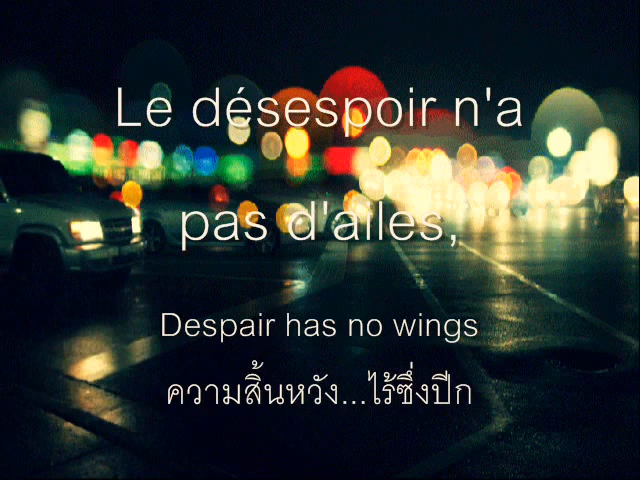 Le désespoir n'a
pas d'ailes,
Despair has no wings
ความสิ้นหวัง...ไร้ซึ่งปีก